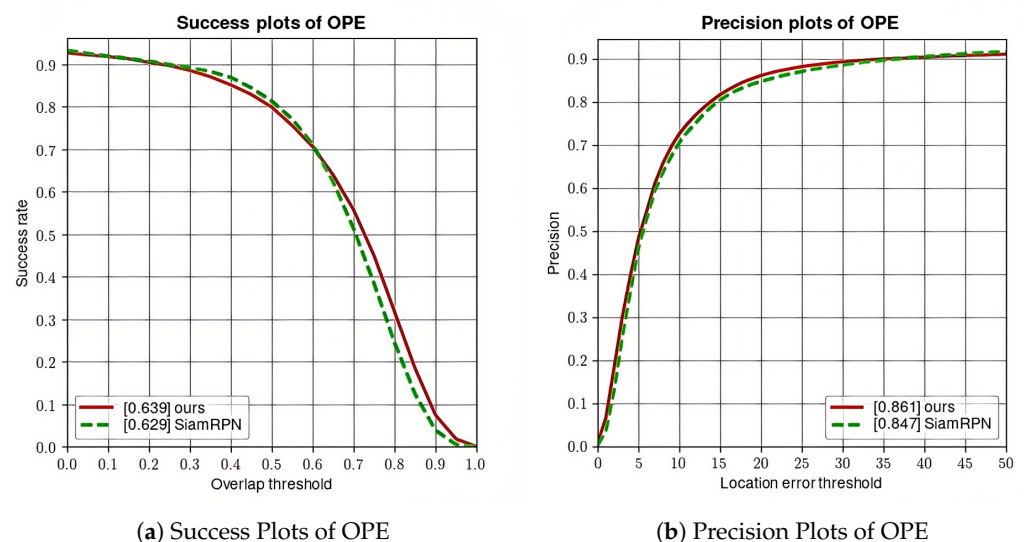 Success plots of OPE
Success rate
0.9
0.8
0.7
0.6
0.5
0.4
0.3
0.2
0.1
0.0
[0.639] ours
[0.629] SiamRPN
0.0 0.1 0.2 0.3 0.4 0.5 0.6 0.7 0.8 0.9 1.0
Overlap threshold
(a) Success Plots of OPE
Precision plots of OPE
Precision
0.9
0.8
0.7
0.6
0.5
0.4
0.3
0.2
0.1
0.0
[0.861] ours
[0.847] SiamRPN
0 5 10 15 20 25 30 35 40 45 50
Location error threshold
(b) Precision Plots of OPE